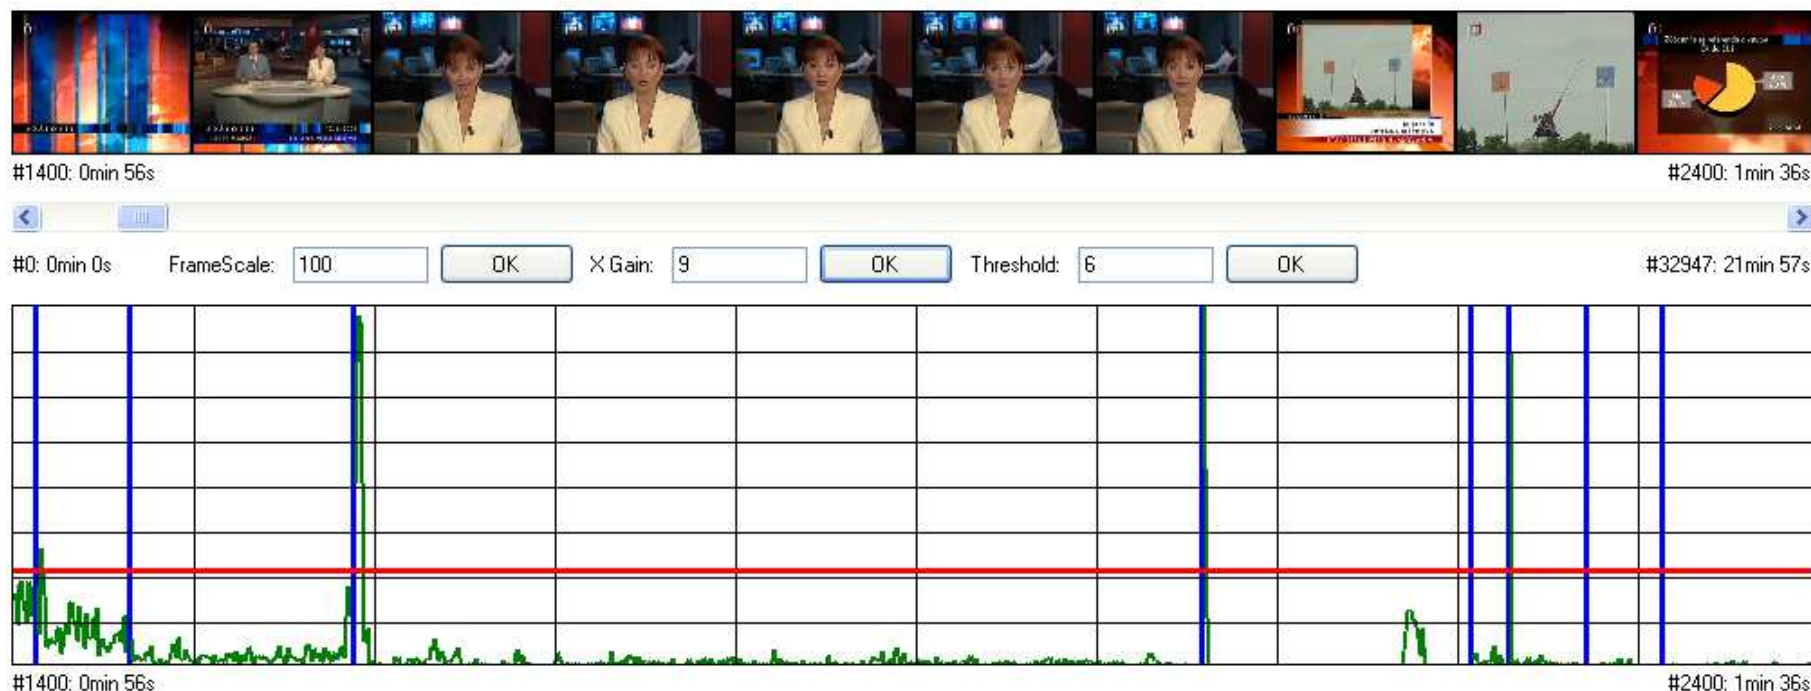 #1400: 0min 56s
#2400: 1min 36s
#0: 0min 0s
FrameScale: 100 OK X Gain: 9 OK Threshold: 6 OK
#32947: 21min 57s
#1400: 0min 56s
#2400: 1min 36s